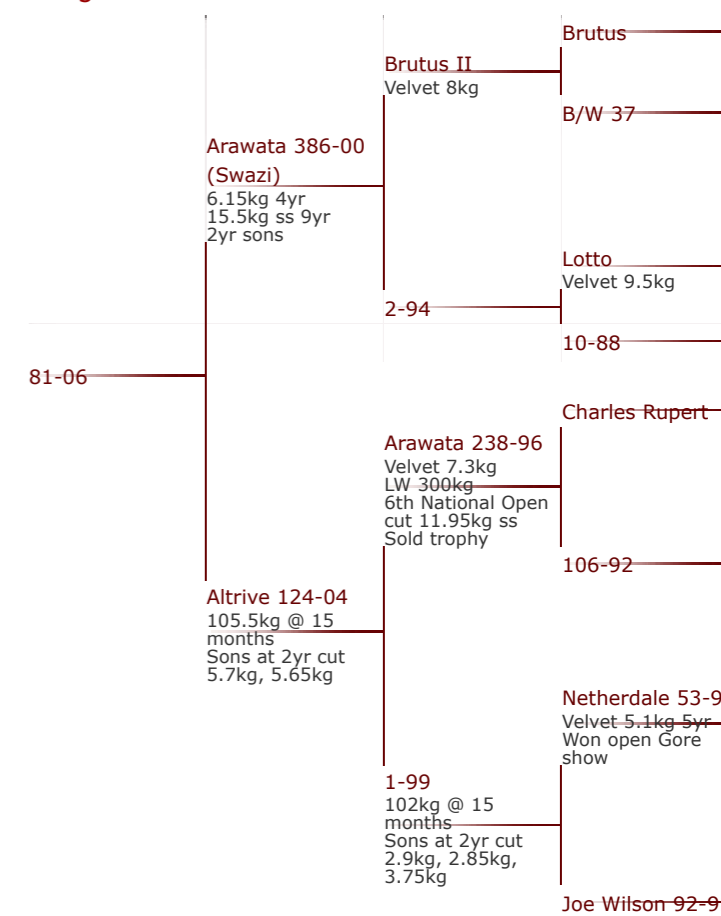 Brutus
Brutus II
Velvet 8kg
B/W 37
Arawata 386-00
(Swazi)
6.15kg 4yr
15.5kg ss 9yr
2yr sons
Lotto
Velvet 9.5kg
2-94
10-88
81-06
Charles Rupert
Arawata 238-96
Velvet 7.3kg
LW 300kg
6th National Open
cut 11.95kg ss
Sold trophy
106-92
Altrive 124-04
105.5kg @ 15
months
Sons at 2yr cut
5.7kg, 5.65kg
Netherdale 53-9
Velvet 5.1kg 5yr
Won open Gore
show
1-99
102kg @ 15
months
Sons at 2yr cut
2.9kg, 2.85kg,
3.75kg
Joe Wilson 92-9